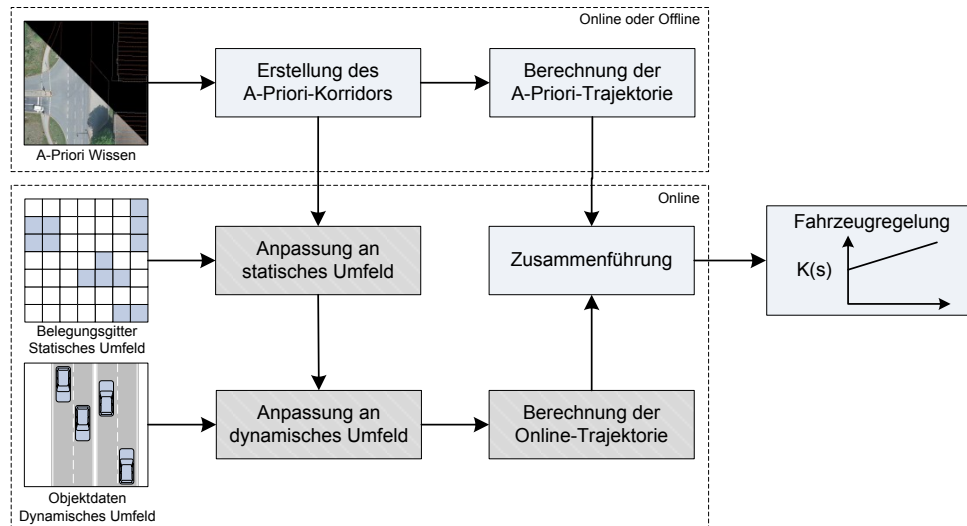 Online oder Offline
Erstellung des
A-Priori-Korridors
Berechnung der
A-Priori-Trajektorie
A-Priori Wissen
Online
Anpassung an
statisches Umfeld
Zusammenführung
Fahrzeugregelung
K(s)
Belegungsgitter
Statisches Umfeld
Anpassung an
dynamisches Umfeld
Berechnung der
Online-Trajektorie
Objektdaten
Dynamisches Umfeld